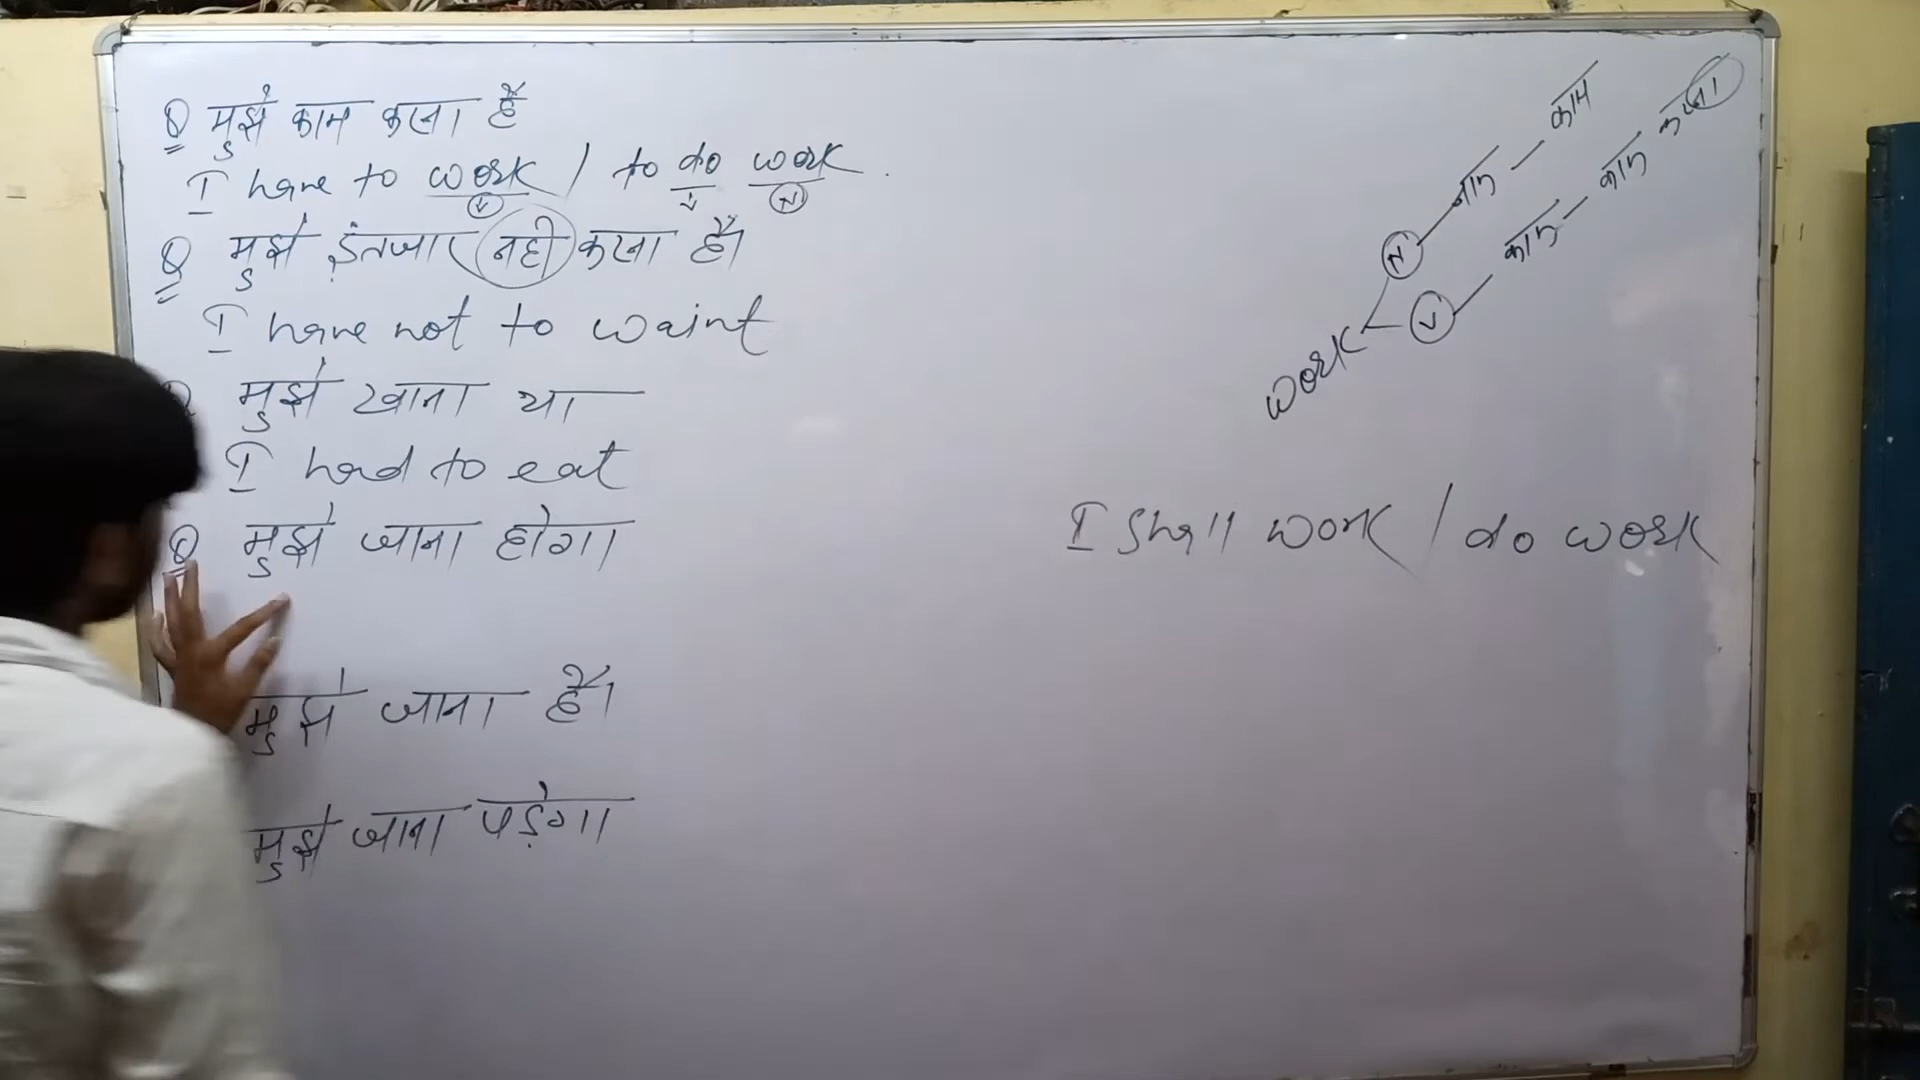 Q मुझे काम करना है
I have to work / to do work.
V V N
Q मुझे इंतजार नही करना है।
I have not to waint
Q मुझे खाना था
I had to eat
Q मुझे जाना होगा
मुझे जाना है।
मुझे जाना पड़ेगा
work
N
काम
V
काम
काम
करना
I shall work / do work